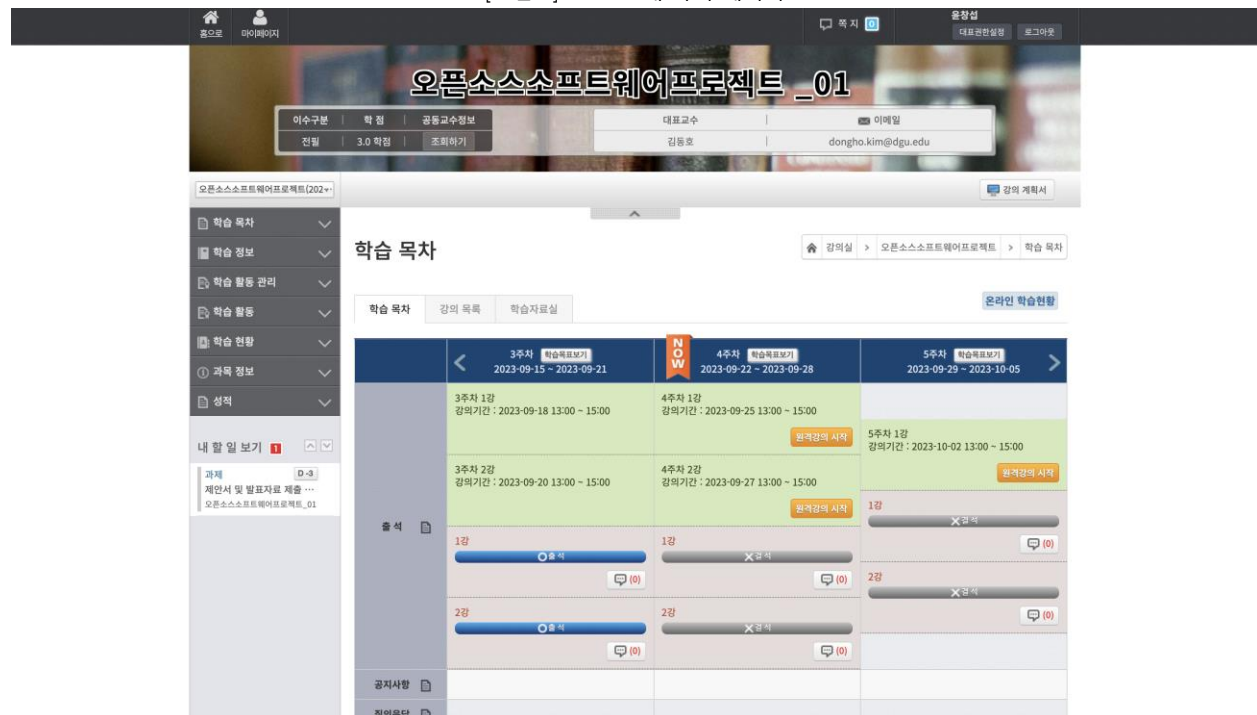 홈으로
마이페이지
쪽지 0
윤창섭
대표권한설정
로그아웃
오픈소스소프트웨어프로젝트 _01
이수구분 | 학 점 | 공동교수정보
전필 | 3.0 학점 | 조회하기
대표교수 | 이메일
김동호 | dongho.kim@dgu.edu
오픈소스소프트웨어프로젝트(202
강의 계획서
학습 목차
학습 정보
학습 활동 관리
학습 활동
학습 현황
과목 정보
성적
내 할 일 보기 1
과제 D-3
제안서 및 발표자료 제출 …
오픈소스소프트웨어프로젝트_01
학습 목차
강의실 > 오픈소스소프트웨어프로젝트 > 학습 목차
학습 목차
강의 목록
학습자료실
온라인 학습현황
3주차 학습목표보기
2023-09-15 ~ 2023-09-21
NOW
4주차 학습목표보기
2023-09-22 ~ 2023-09-28
5주차 학습목표보기
2023-09-29 ~ 2023-10-05
출 석
3주차 1강
강의기간 : 2023-09-18 13:00 ~ 15:00
3주차 2강
강의기간 : 2023-09-20 13:00 ~ 15:00
1강
출석
(0)
2강
출석
(0)
4주차 1강
강의기간 : 2023-09-25 13:00 ~ 15:00
원격강의 시작
4주차 2강
강의기간 : 2023-09-27 13:00 ~ 15:00
원격강의 시작
1강
결석
(0)
2강
결석
(0)
5주차 1강
강의기간 : 2023-10-02 13:00 ~ 15:00
원격강의 시작
1강
결석
(0)
2강
결석
(0)
공지사항